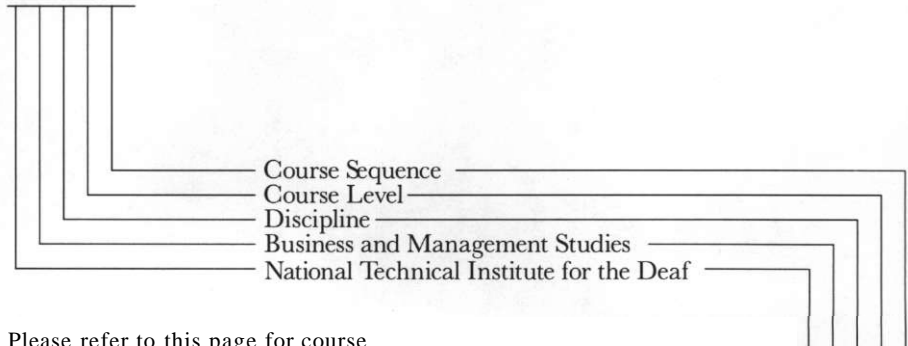 Course Sequence
Course Level
Discipline
Business and Management Studies
National Technical Institute for the Deaf
Please refer to this page for course